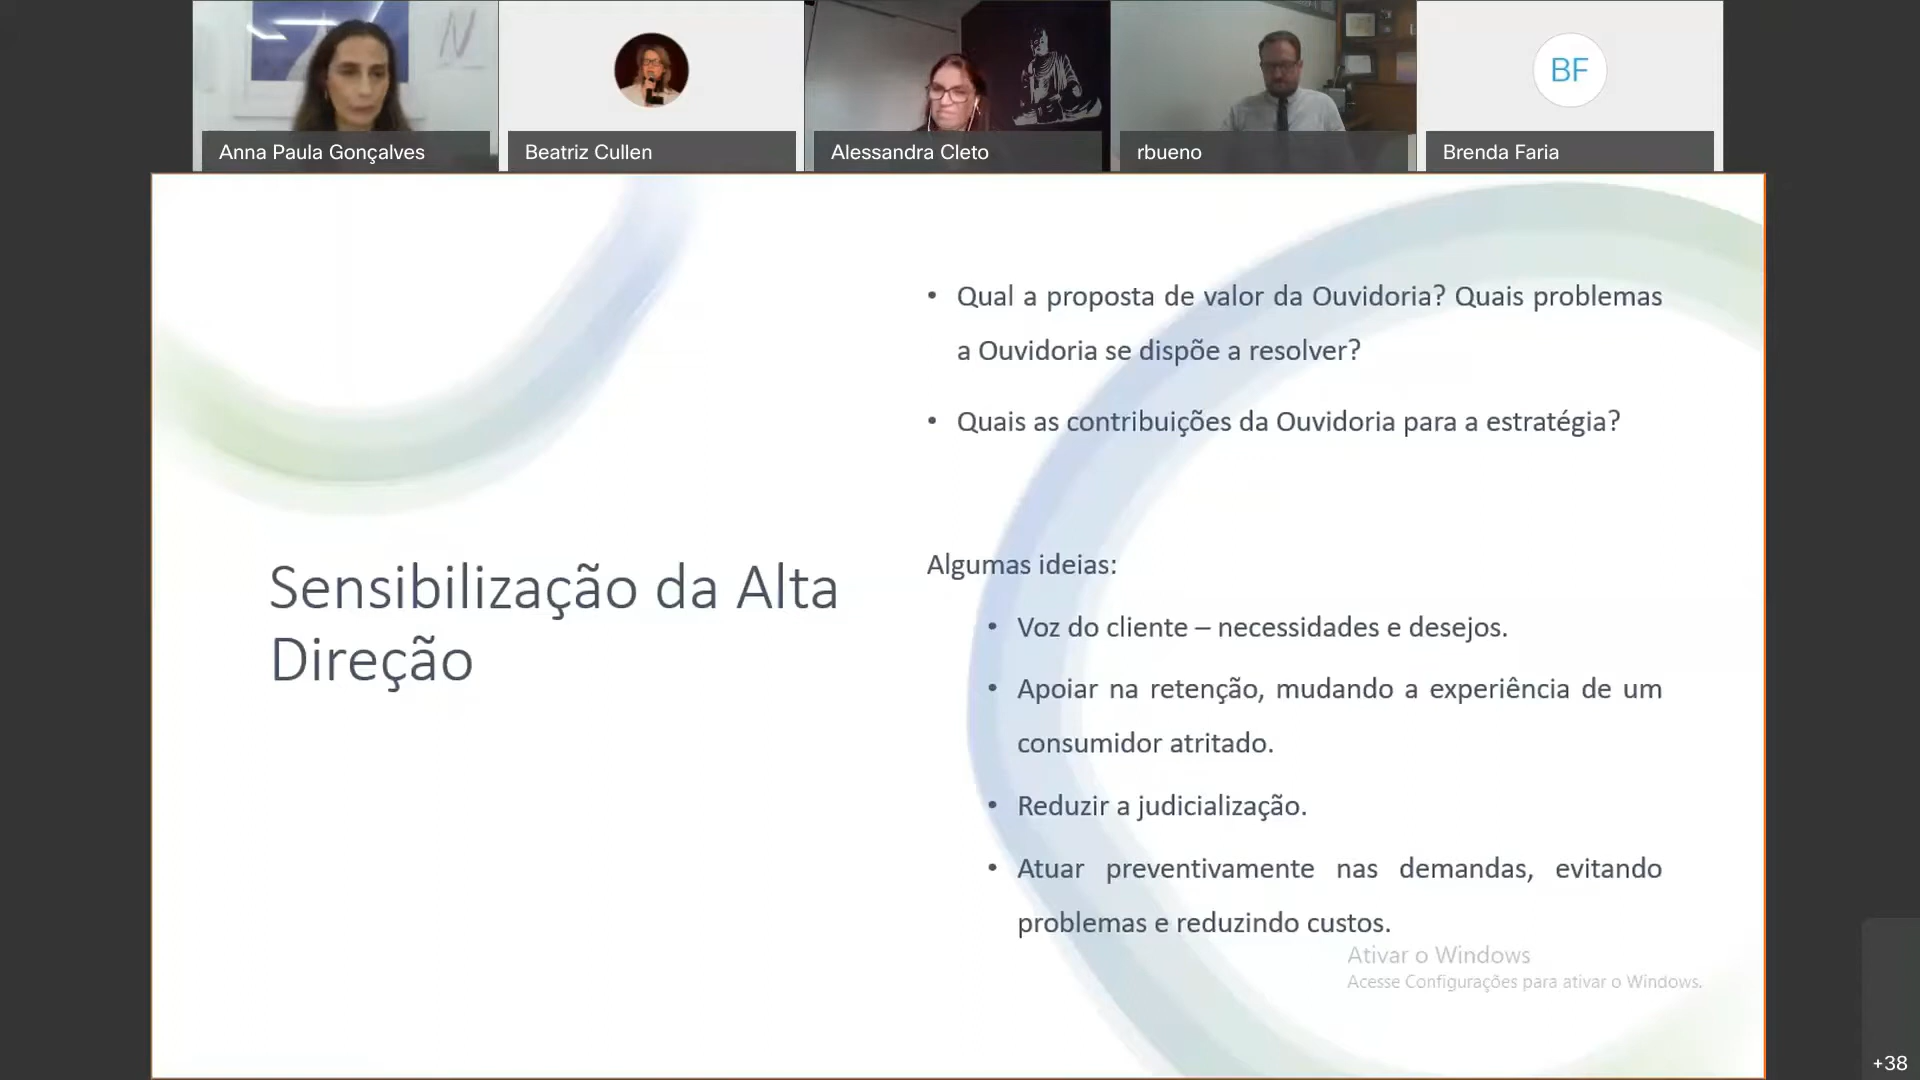 Anna Paula Gonçalves
Beatriz Cullen
Alessandra Cleto
rbueno
BF
Brenda Faria
Sensibilização da Alta
Direção
• Qual a proposta de valor da Ouvidoria? Quais problemas
a Ouvidoria se dispõe a resolver?
• Quais as contribuições da Ouvidoria para a estratégia?
Algumas ideias:
• Voz do cliente – necessidades e desejos.
• Apoiar na retenção, mudando a experiência de um
consumidor atritado.
• Reduzir a judicialização.
• Atuar preventivamente nas demandas, evitando
problemas e reduzindo custos.
Ativar o Windows
Acesse Configurações para ativar o Windows.
+38